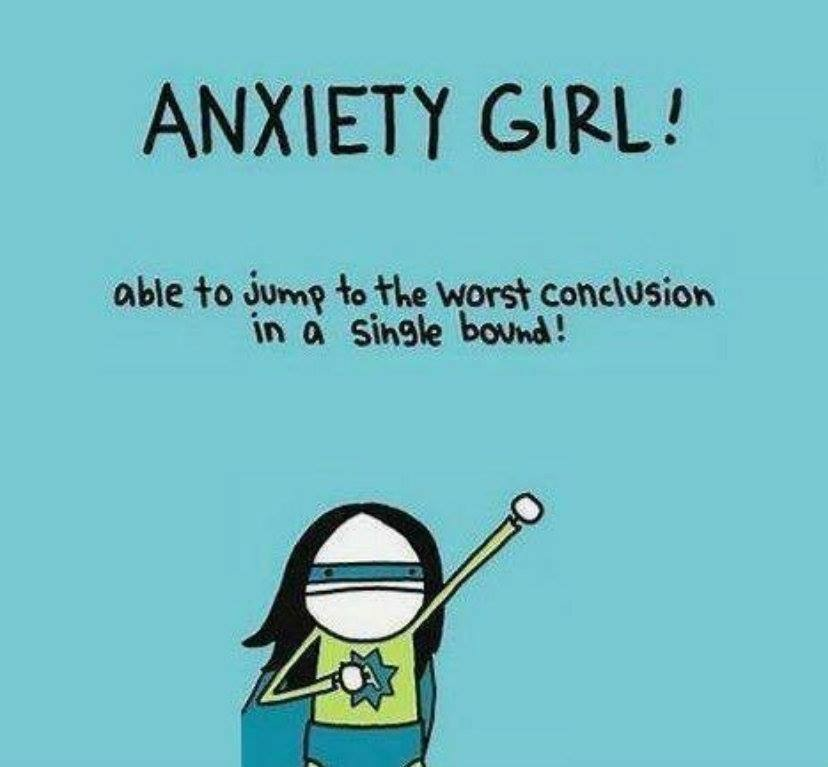 ANXIETY GIRL!
able to jump to the worst conclusion
in a single bound!